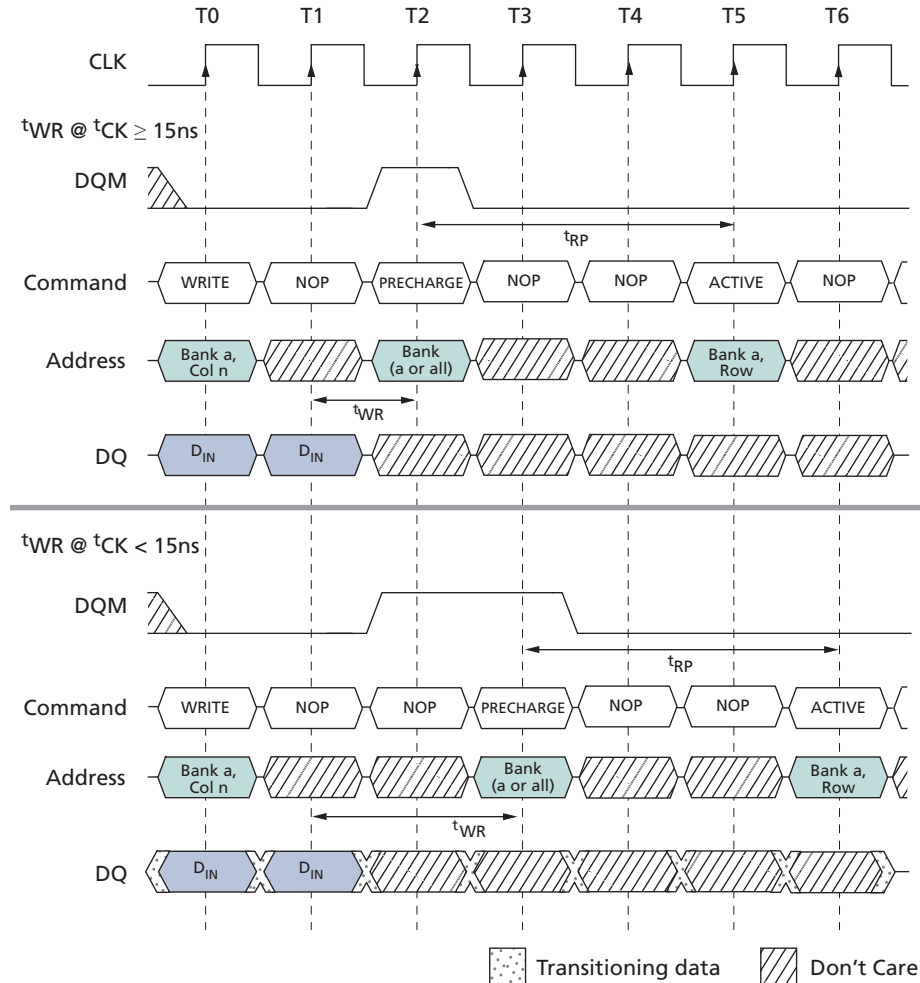 T0 T1 T2 T3 T4 T5 T6
CLK
tWR @ tCK ≥ 15ns
DQM
tRP
Command WRITE NOP PRECHARGE NOP NOP ACTIVE NOP
Address Bank a, Col n Bank (a or all) Bank a, Row
tWR
DQ DIN DIN
tWR @ tCK < 15ns
DQM
tRP
Command WRITE NOP NOP PRECHARGE NOP NOP ACTIVE
Address Bank a, Col n Bank (a or all) Bank a, Row
tWR
DQ DIN DIN
Transitioning data Don't Care